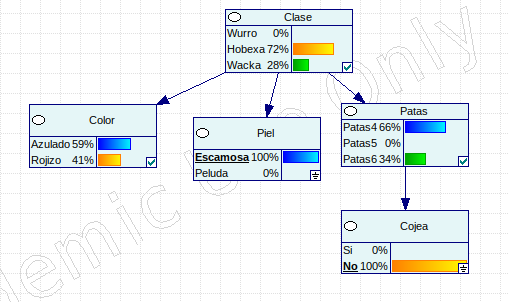 Clase
Wurro 0%
Hobexa 72%
Wacka 28%
Color
Azulado 59%
Rojizo 41%
Piel
Escamosa 100%
Peluda 0%
Patas
Patas4 66%
Patas5 0%
Patas6 34%
Cojea
Si 0%
No 100%
demic Use Only